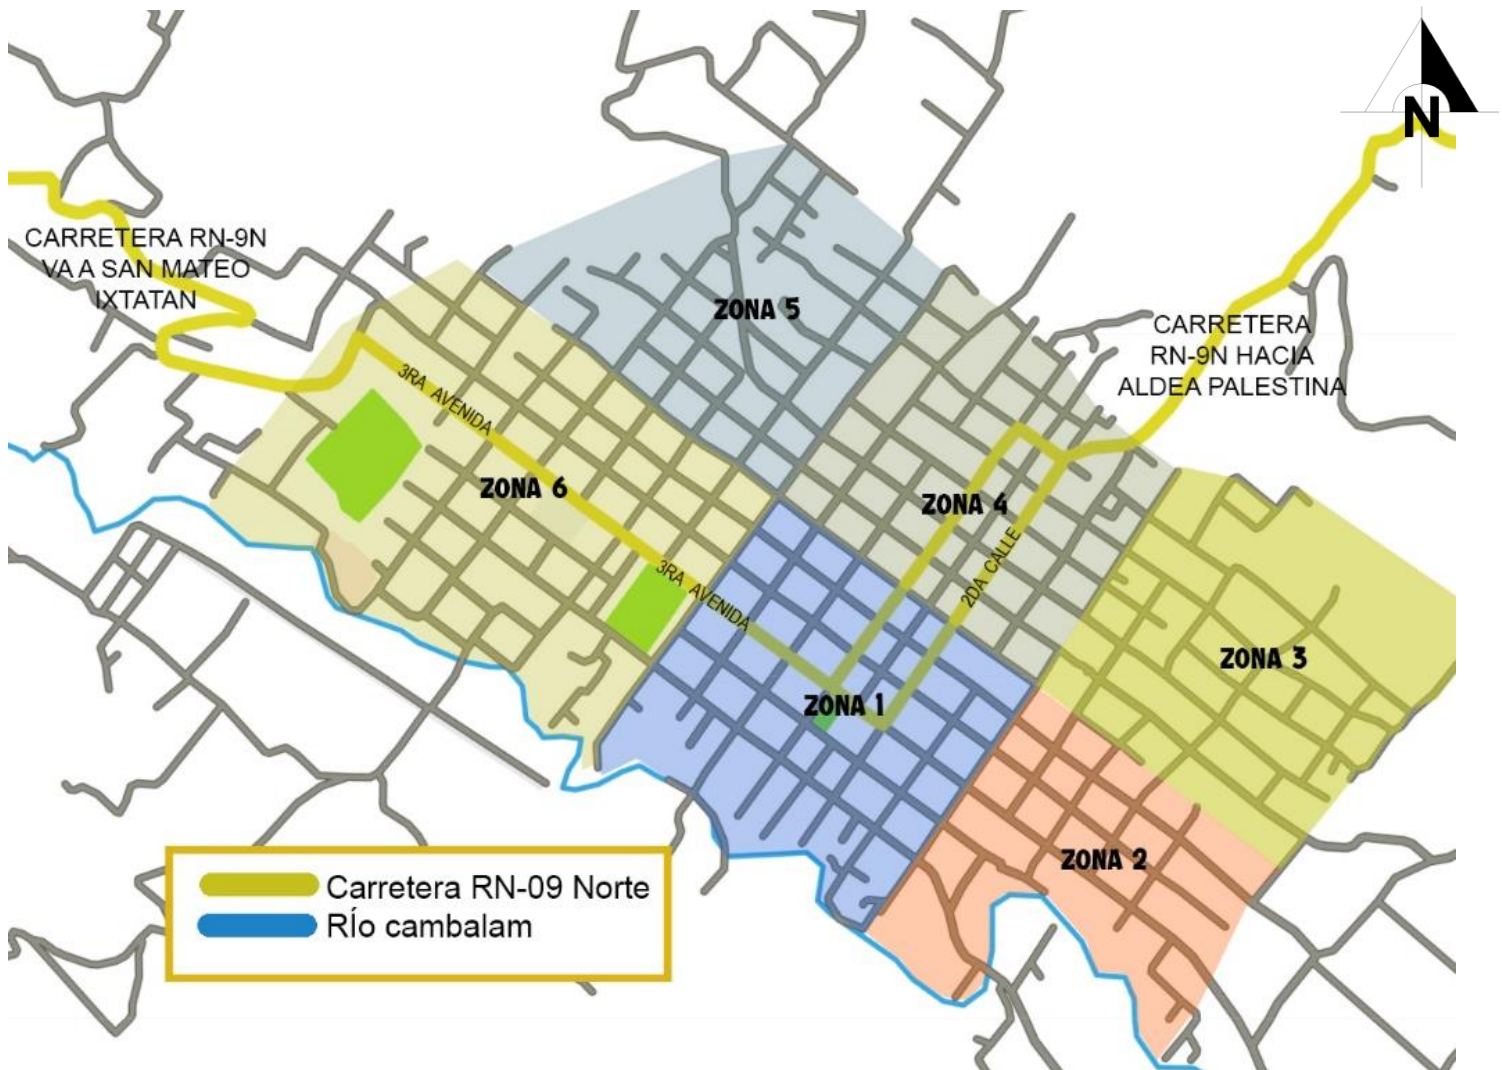 N
CARRETERA RN-9N
VA A SAN MATEO
IXTATAN
ZONA 5
CARRETERA
RN-9N HACIA
ALDEA PALESTINA
3RA AVENIDA
ZONA 6
ZONA 4
2DA CALLE
3RA AVENIDA
ZONA 3
ZONA 1
ZONA 2
Carretera RN-09 Norte
RÍo cambalam